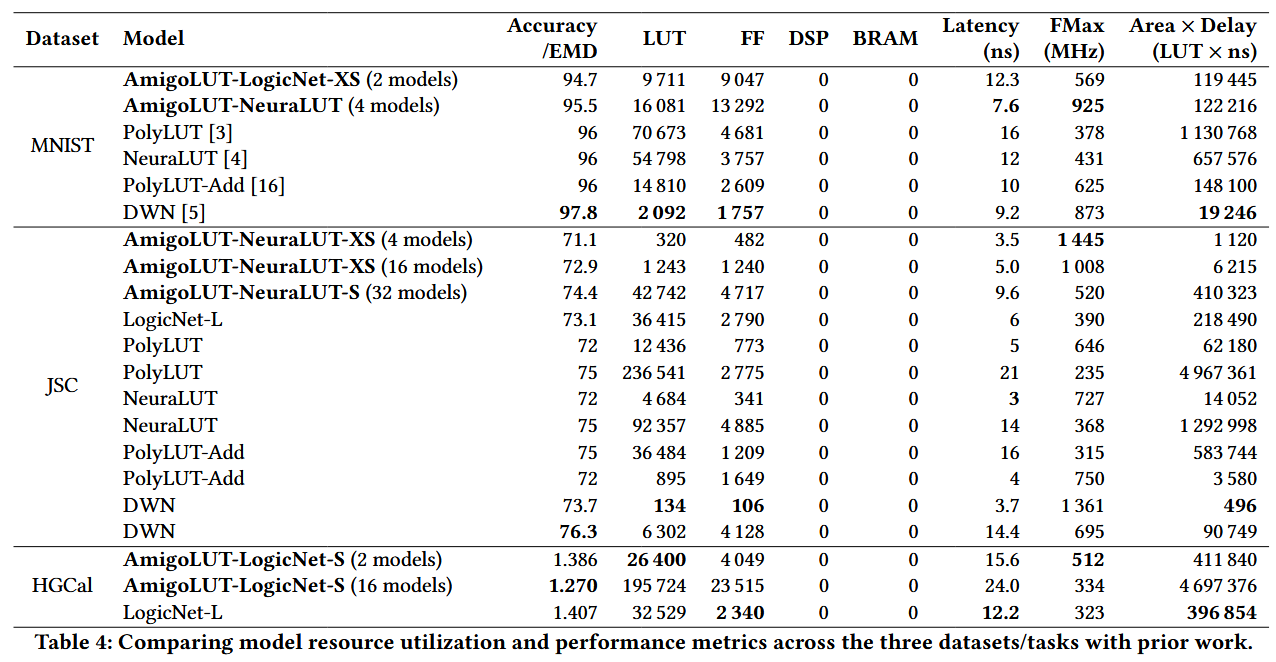 Dataset Model Accuracy /EMD LUT FF DSP BRAM Latency (ns) FMax (MHz) Area × Delay (LUT × ns)
MNIST
AmigoLUT-LogicNet-XS (2 models) 94.7 9 711 9 047 0 0 12.3 569 119 445
AmigoLUT-NeuraLUT (4 models) 95.5 16 081 13 292 0 0 7.6 925 122 216
PolyLUT [3] 96 70 673 4 681 0 0 16 378 1 130 768
NeuraLUT [4] 96 54 798 3 757 0 0 12 431 657 576
PolyLUT-Add [16] 96 14 810 2 609 0 0 10 625 148 100
DWN [5] 97.8 2 092 1 757 0 0 9.2 873 19 246
JSC
AmigoLUT-NeuraLUT-XS (4 models) 71.1 320 482 0 0 3.5 1 445 1 120
AmigoLUT-NeuraLUT-XS (16 models) 72.9 1 243 1 240 0 0 5.0 1 008 6 215
AmigoLUT-NeuraLUT-S (32 models) 74.4 42 742 4 717 0 0 9.6 520 410 323
LogicNet-L 73.1 36 415 2 790 0 0 6 390 218 490
PolyLUT 72 12 436 773 0 0 5 646 62 180
PolyLUT 75 236 541 2 775 0 0 21 235 4 967 361
NeuraLUT 72 4 684 341 0 0 3 727 14 052
NeuraLUT 75 92 357 4 885 0 0 14 368 1 292 998
PolyLUT-Add 75 36 484 1 209 0 0 16 315 583 744
PolyLUT-Add 72 895 1 649 0 0 4 750 3 580
DWN 73.7 134 106 0 0 3.7 1 361 496
DWN 76.3 6 302 4 128 0 0 14.4 695 90 749
HGCal
AmigoLUT-LogicNet-S (2 models) 1.386 26 400 4 049 0 0 15.6 512 411 840
AmigoLUT-LogicNet-S (16 models) 1.270 195 724 23 515 0 0 24.0 334 4 697 376
LogicNet-L 1.407 32 529 2 340 0 0 12.2 323 396 854
Table 4: Comparing model resource utilization and performance metrics across the three datasets/tasks with prior work.